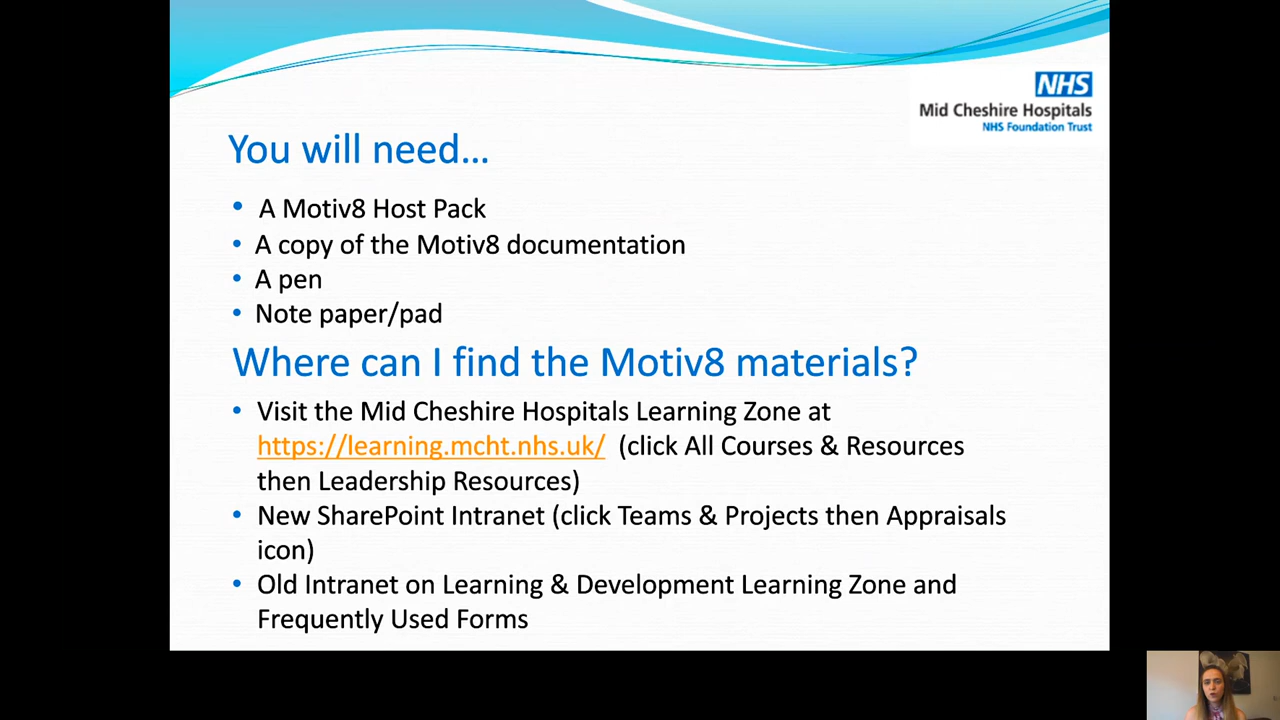 NHS
Mid Cheshire Hospitals
NHS Foundation Trust
You will need...
• A Motiv8 Host Pack
• A copy of the Motiv8 documentation
• A pen
• Note paper/pad
Where can I find the Motiv8 materials?
• Visit the Mid Cheshire Hospitals Learning Zone at
https://learning.mcht.nhs.uk/ (click All Courses & Resources
then Leadership Resources)
• New SharePoint Intranet (click Teams & Projects then Appraisals
icon)
• Old Intranet on Learning & Development Learning Zone and
Frequently Used Forms